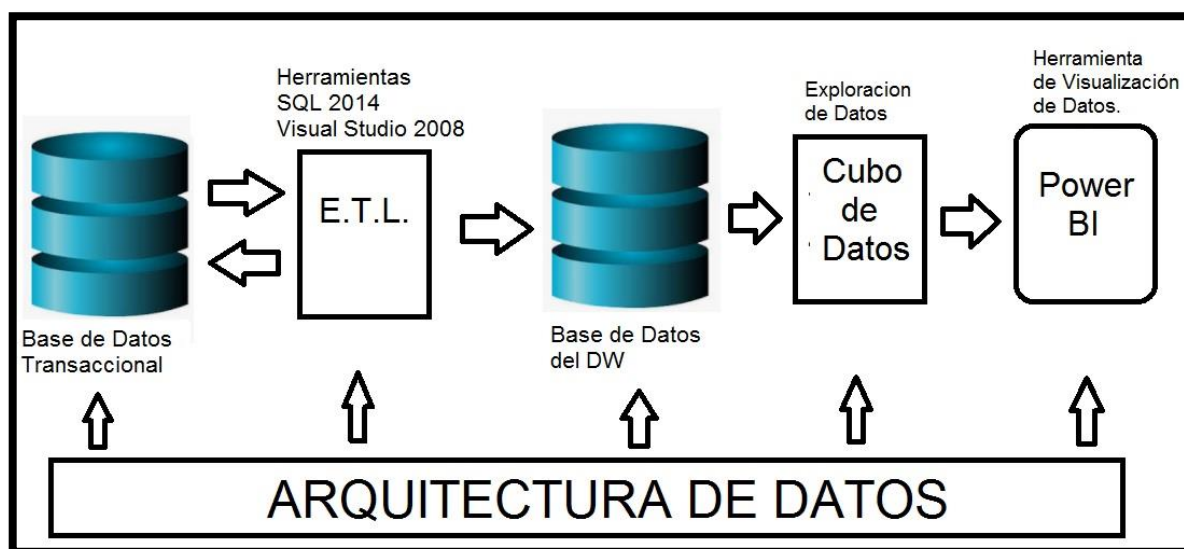 Herramientas
SQL 2014
Visual Studio 2008
E.T.L.
Base de Datos
Transaccional
Base de Datos
del DW
Exploracion
de Datos
Cubo
de
Datos
Herramienta
de Visualización
de Datos.
Power
BI
ARQUITECTURA DE DATOS